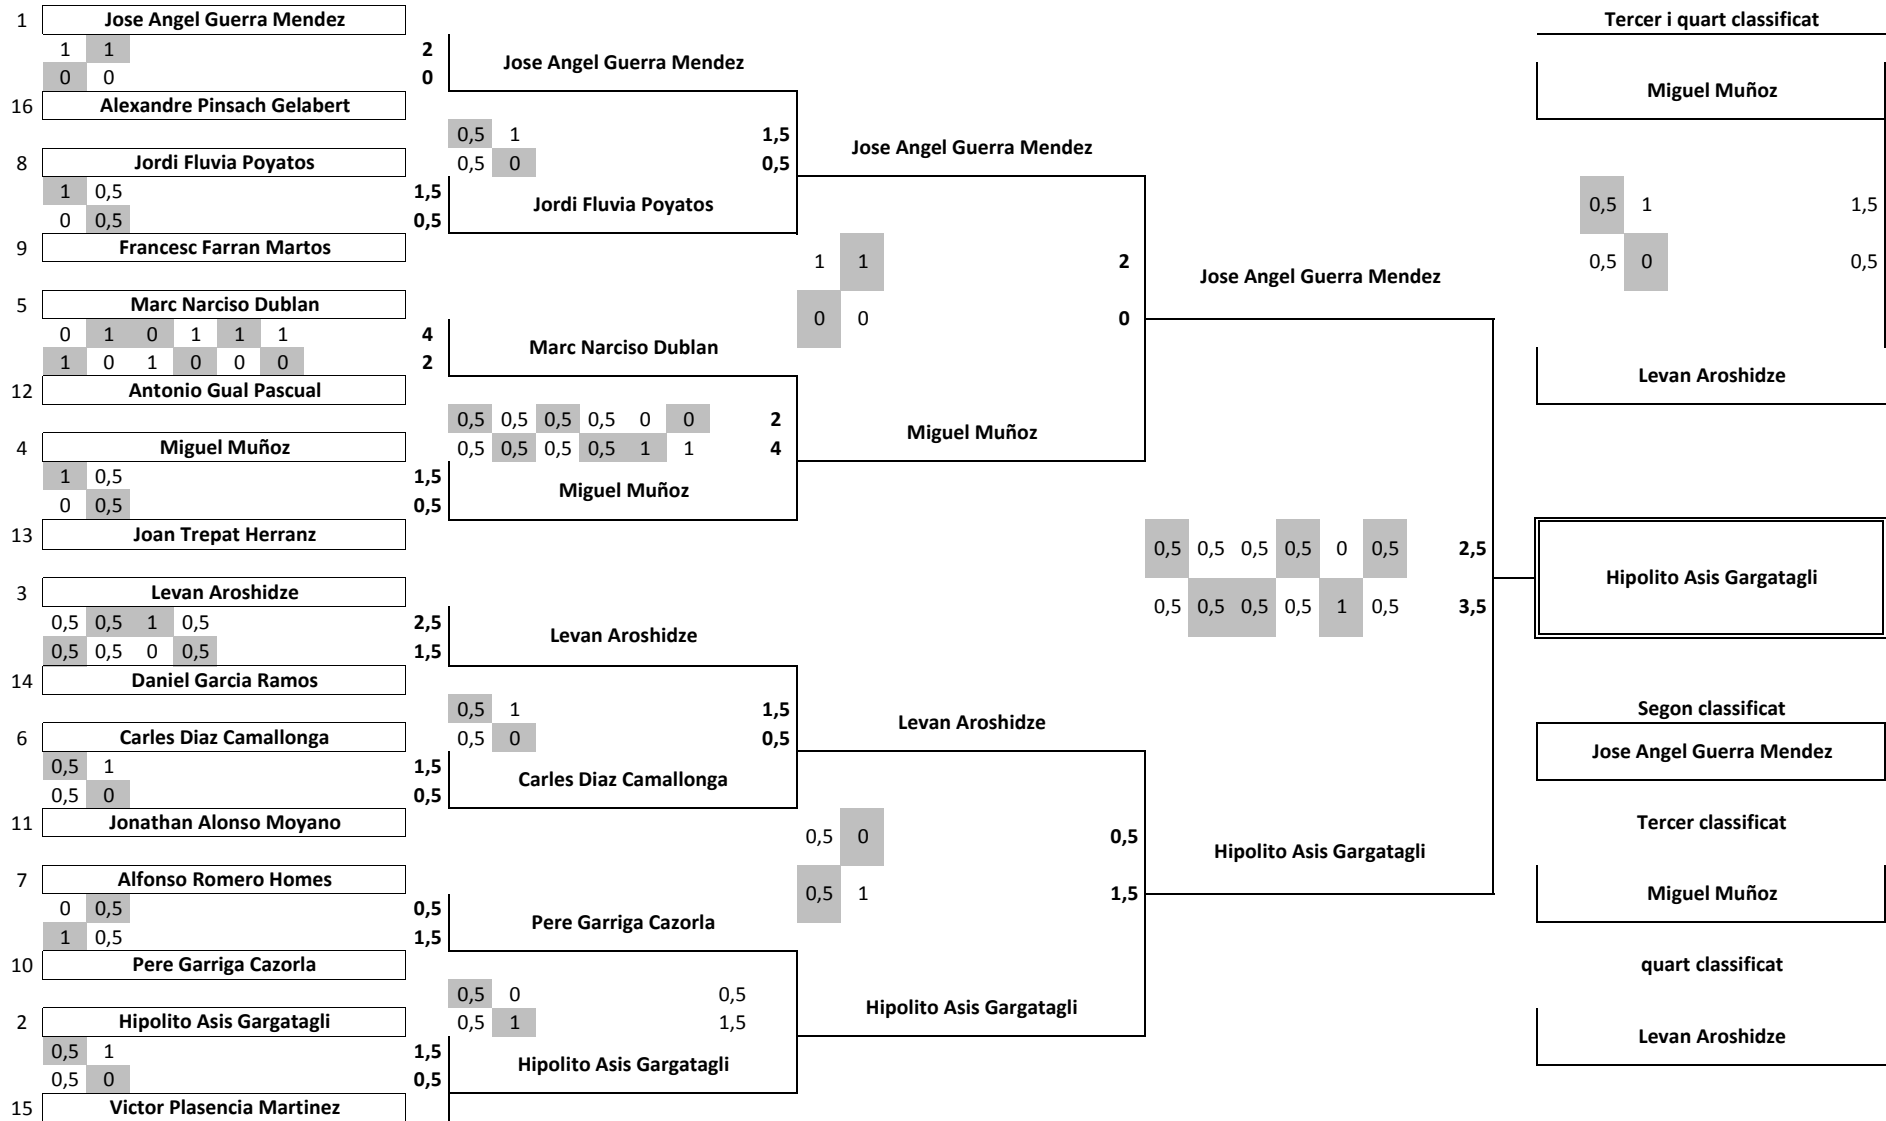 1 Jose Angel Guerra Mendez
1 1 2
0 0 0
16 Alexandre Pinsach Gelabert
8 Jordi Fluvia Poyatos
1 0,5 1,5
0 0,5 0,5
9 Francesc Farran Martos
5 Marc Narciso Dublan
0 1 0 1 1 1 4
1 0 1 0 0 0 2
12 Antonio Gual Pascual
4 Miguel Muñoz
1 0,5 1,5
0 0,5 0,5
13 Joan Trepat Herranz
3 Levan Aroshidze
0,5 0,5 1 0,5 2,5
0,5 0,5 0 0,5 1,5
14 Daniel Garcia Ramos
6 Carles Diaz Camallonga
0,5 1 1,5
0,5 0 0,5
11 Jonathan Alonso Moyano
7 Alfonso Romero Homes
0 0,5 0,5
1 0,5 1,5
10 Pere Garriga Cazorla
2 Hipolito Asis Gargatagli
0,5 1 1,5
0,5 0 0,5
15 Victor Plasencia Martinez
Jose Angel Guerra Mendez
0,5 1 1,5
0,5 0 0,5
Jordi Fluvia Poyatos
Marc Narciso Dublan
0,5 0,5 0,5 0,5 0 0 2
0,5 0,5 0,5 0,5 1 1 4
Miguel Muñoz
Levan Aroshidze
0,5 1 1,5
0,5 0 0,5
Carles Diaz Camallonga
Pere Garriga Cazorla
0,5 0 0,5
0,5 1 1,5
Hipolito Asis Gargatagli
Jose Angel Guerra Mendez
1 1 2
0 0 0
Miguel Muñoz
Levan Aroshidze
0,5 0 0,5
0,5 1 1,5
Hipolito Asis Gargatagli
Jose Angel Guerra Mendez
0,5 0,5 0,5 0,5 0 0,5 2,5
0,5 0,5 0,5 0,5 1 0,5 3,5
Hipolito Asis Gargatagli
Tercer i quart classificat
Miguel Muñoz
0,5 1 1,5
0,5 0 0,5
Levan Aroshidze
Hipolito Asis Gargatagli
Segon classificat
Jose Angel Guerra Mendez
Tercer classificat
Miguel Muñoz
quart classificat
Levan Aroshidze